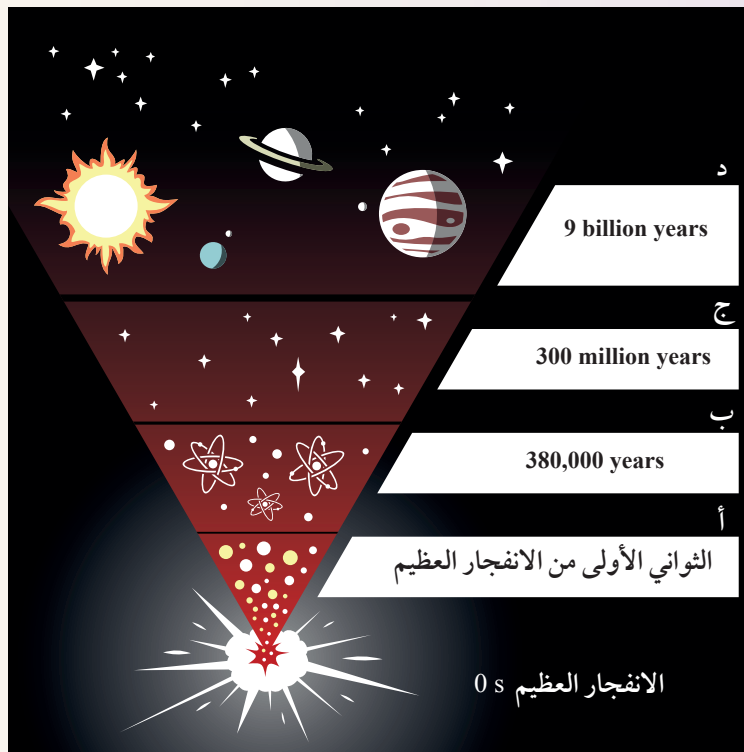 د
9 billion years
ج
300 million years
ب
380,000 years
أ
الثواني الأولى من الانفجار العظيم
الانفجار العظيم 0 s